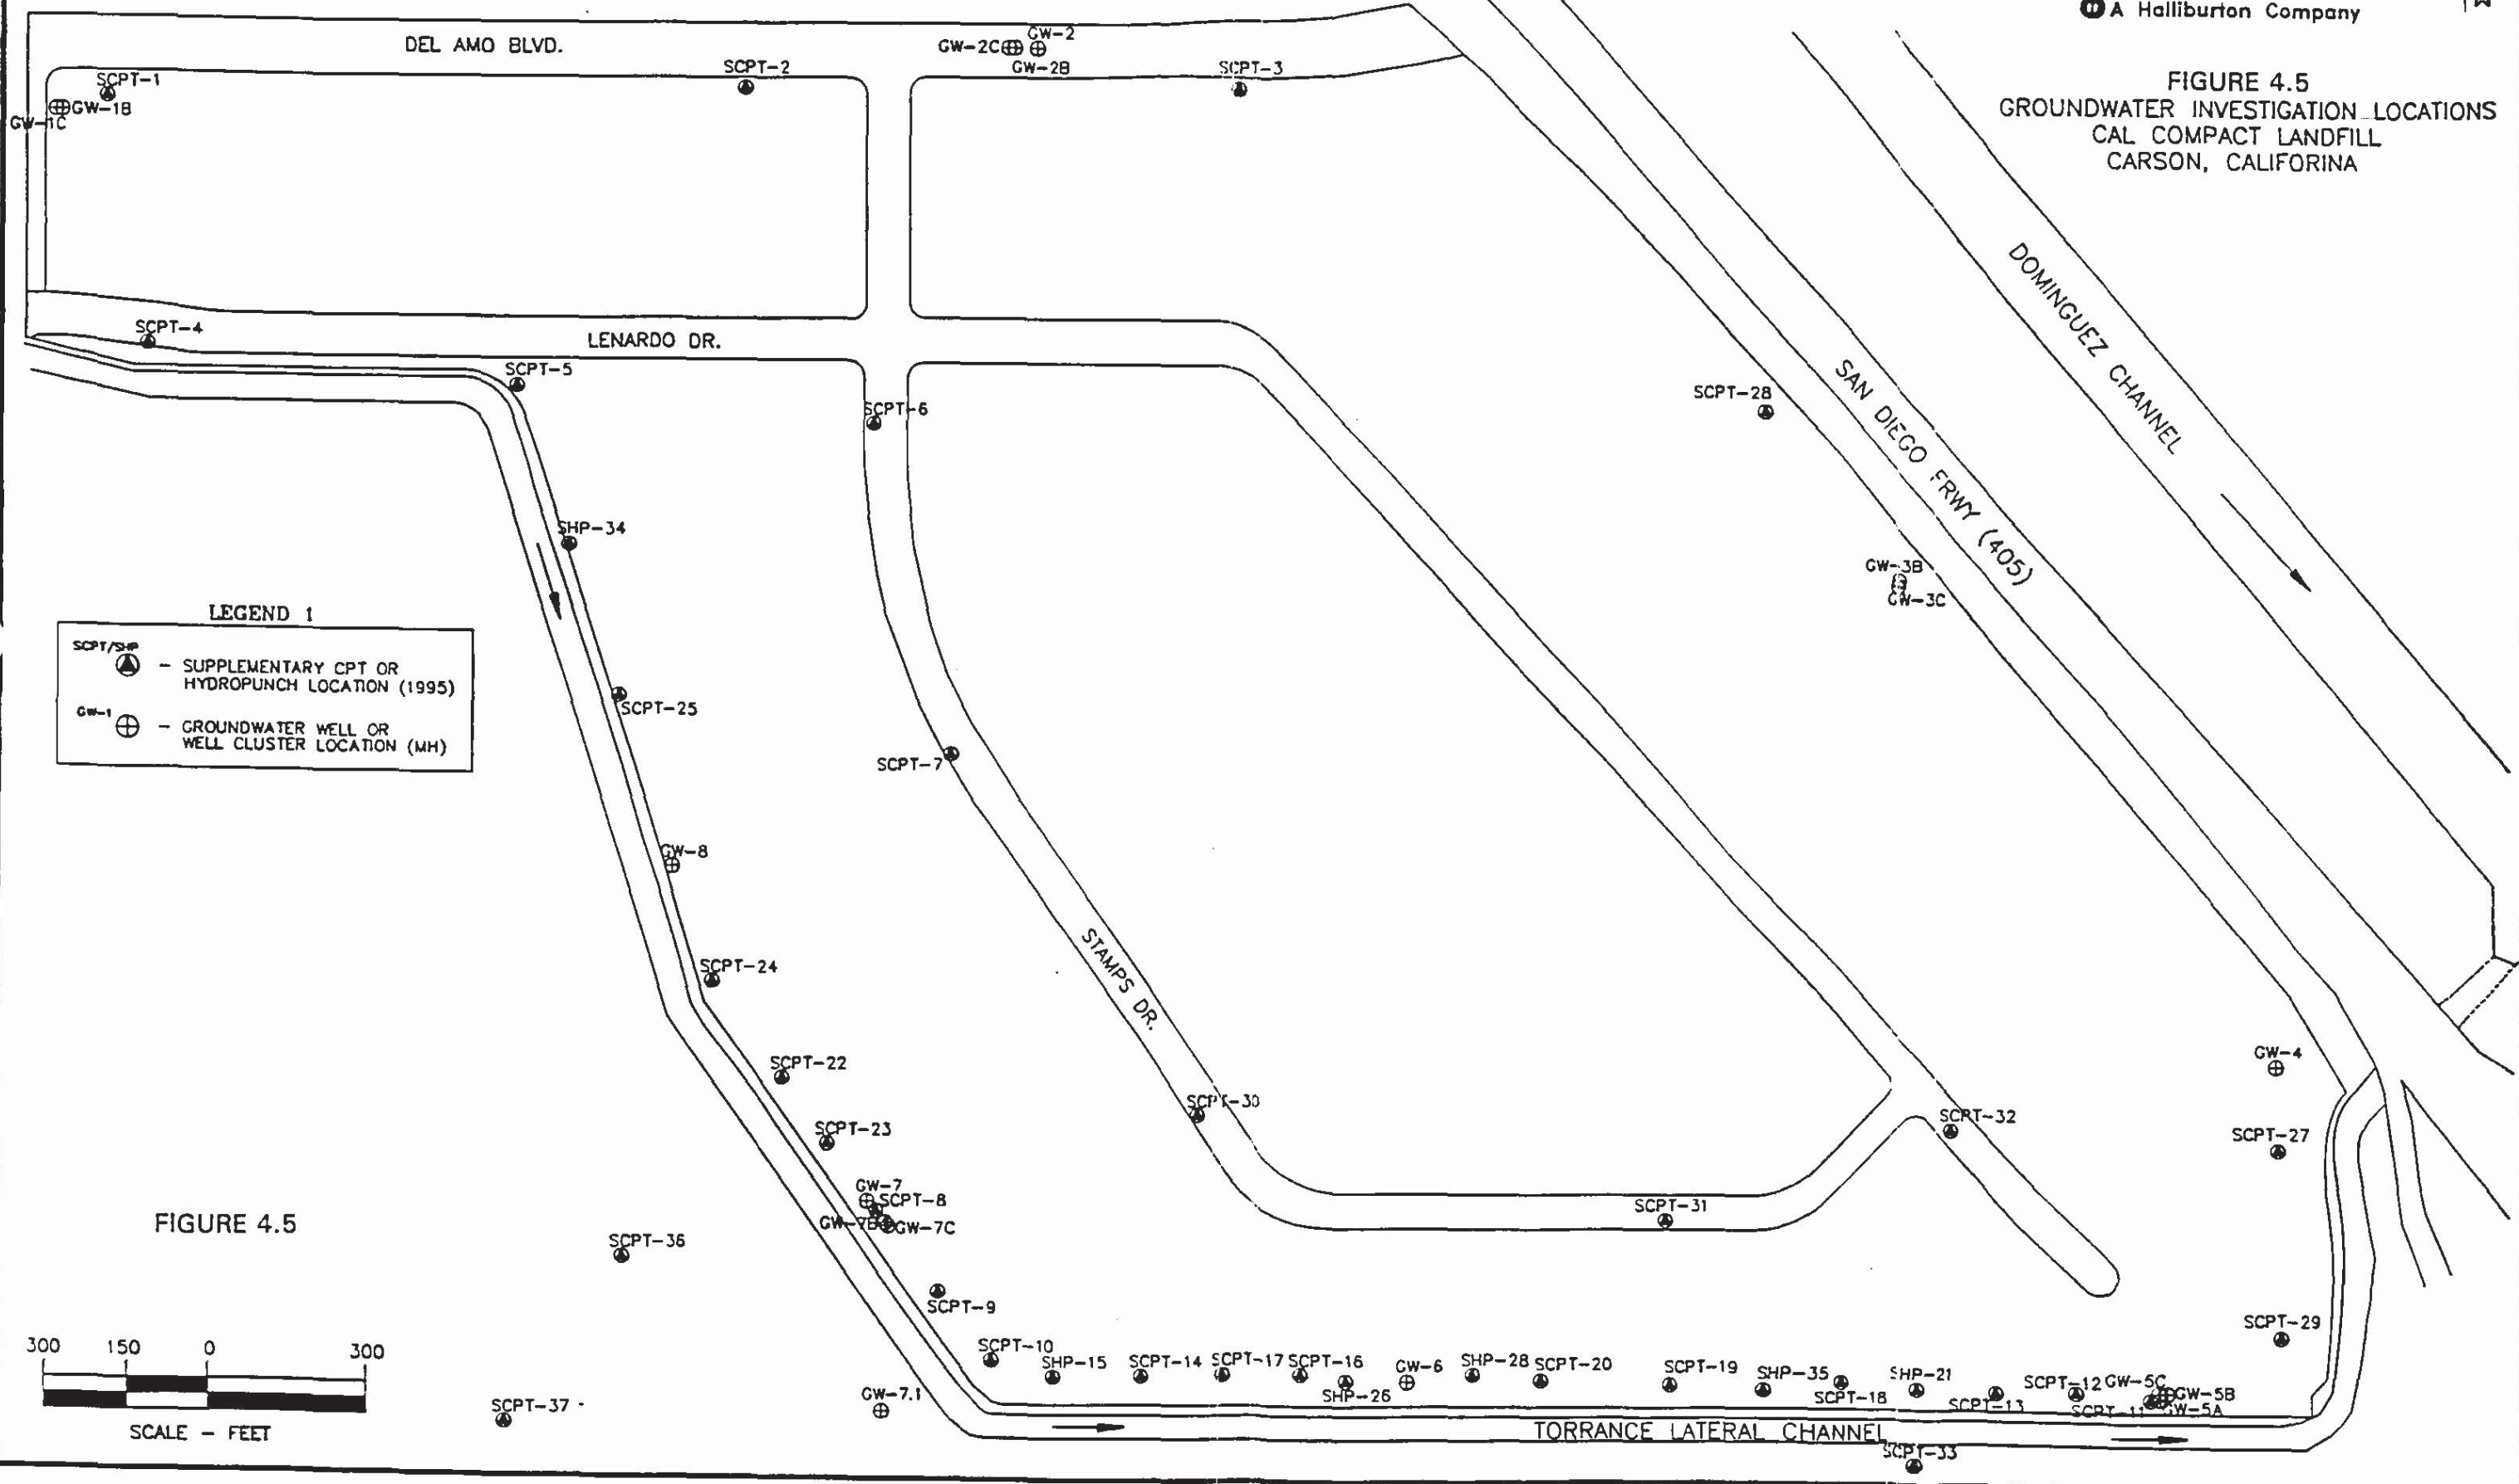 A Halliburton Company
FIGURE 4.5
GROUNDWATER INVESTIGATION LOCATIONS
CAL COMPACT LANDFILL
CARSON, CALIFORINA
DEL AMO BLVD.
GW-2
GW-2C
GW-2B
SCPT-1
SCPT-2
SCPT-3
GW-1B
GW-1C
SCPT-4
LENARDO DR.
SCPT-5
SCPT-6
SCPT-28
DOMINGUEZ CHANNEL
SAN DIEGO FRWY (405)
SHP-34
GW-3B
GW-3C
LEGEND 1
SCPT/SHP
- SUPPLEMENTARY CPT OR
HYDROPUNCH LOCATION (1995)
GW-1
- GROUNDWATER WELL OR
WELL CLUSTER LOCATION (MH)
SCPT-25
SCPT-7
GW-8
SCPT-24
STAMPS DR.
SCPT-22
GW-4
SCPT-30
SCPT-32
SCPT-23
SCPT-27
GW-7
SCPT-8
GW-7B
GW-7C
SCPT-31
FIGURE 4.5
SCPT-36
SCPT-9
SCPT-29
300 150 0 300
SCALE - FEET
SCPT-10
SHP-15
SCPT-14
SCPT-17
SCPT-16
SHP-26
GW-6
SHP-28
SCPT-20
SCPT-19
SHP-35
SCPT-18
SHP-21
SCPT-13
SCPT-12
GW-5C
GW-5B
SCPT-11
GW-5A
GW-7.1
SCPT-37
TORRANCE LATERAL CHANNEL
SCPT-33